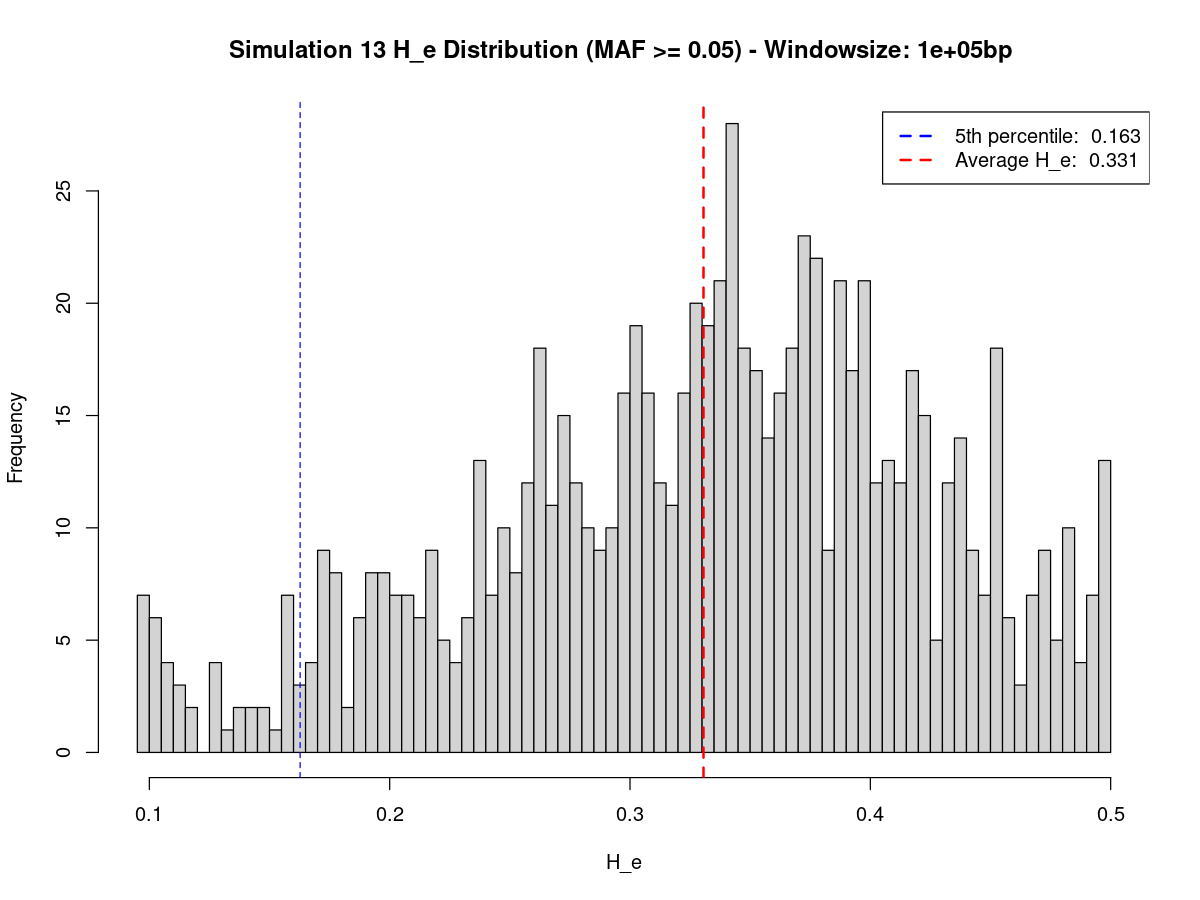 Simulation 13 H_e Distribution (MAF >= 0.05) - Windowsize: 1e+05bp
5th percentile:  0.163
Average H_e:  0.331
Frequency
25
20
15
10
5
0
0.1 0.2 0.3 0.4 0.5
H_e